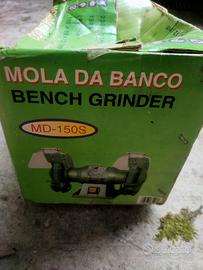 MOLA DA BANCO
BENCH GRINDER
MD-150S